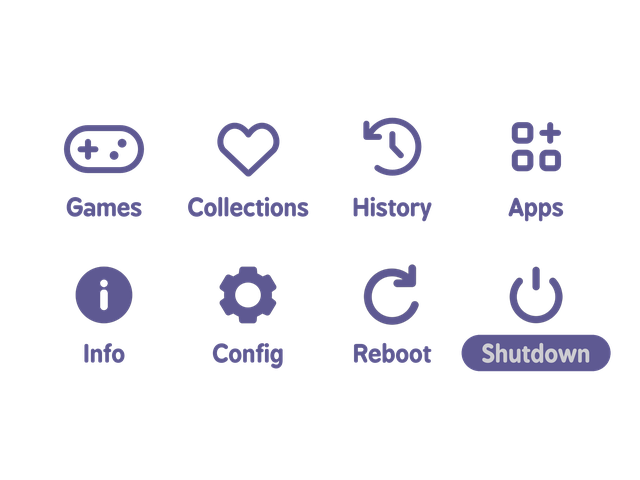 Games
Collections
History
Apps
Info
Config
Reboot
Shutdown